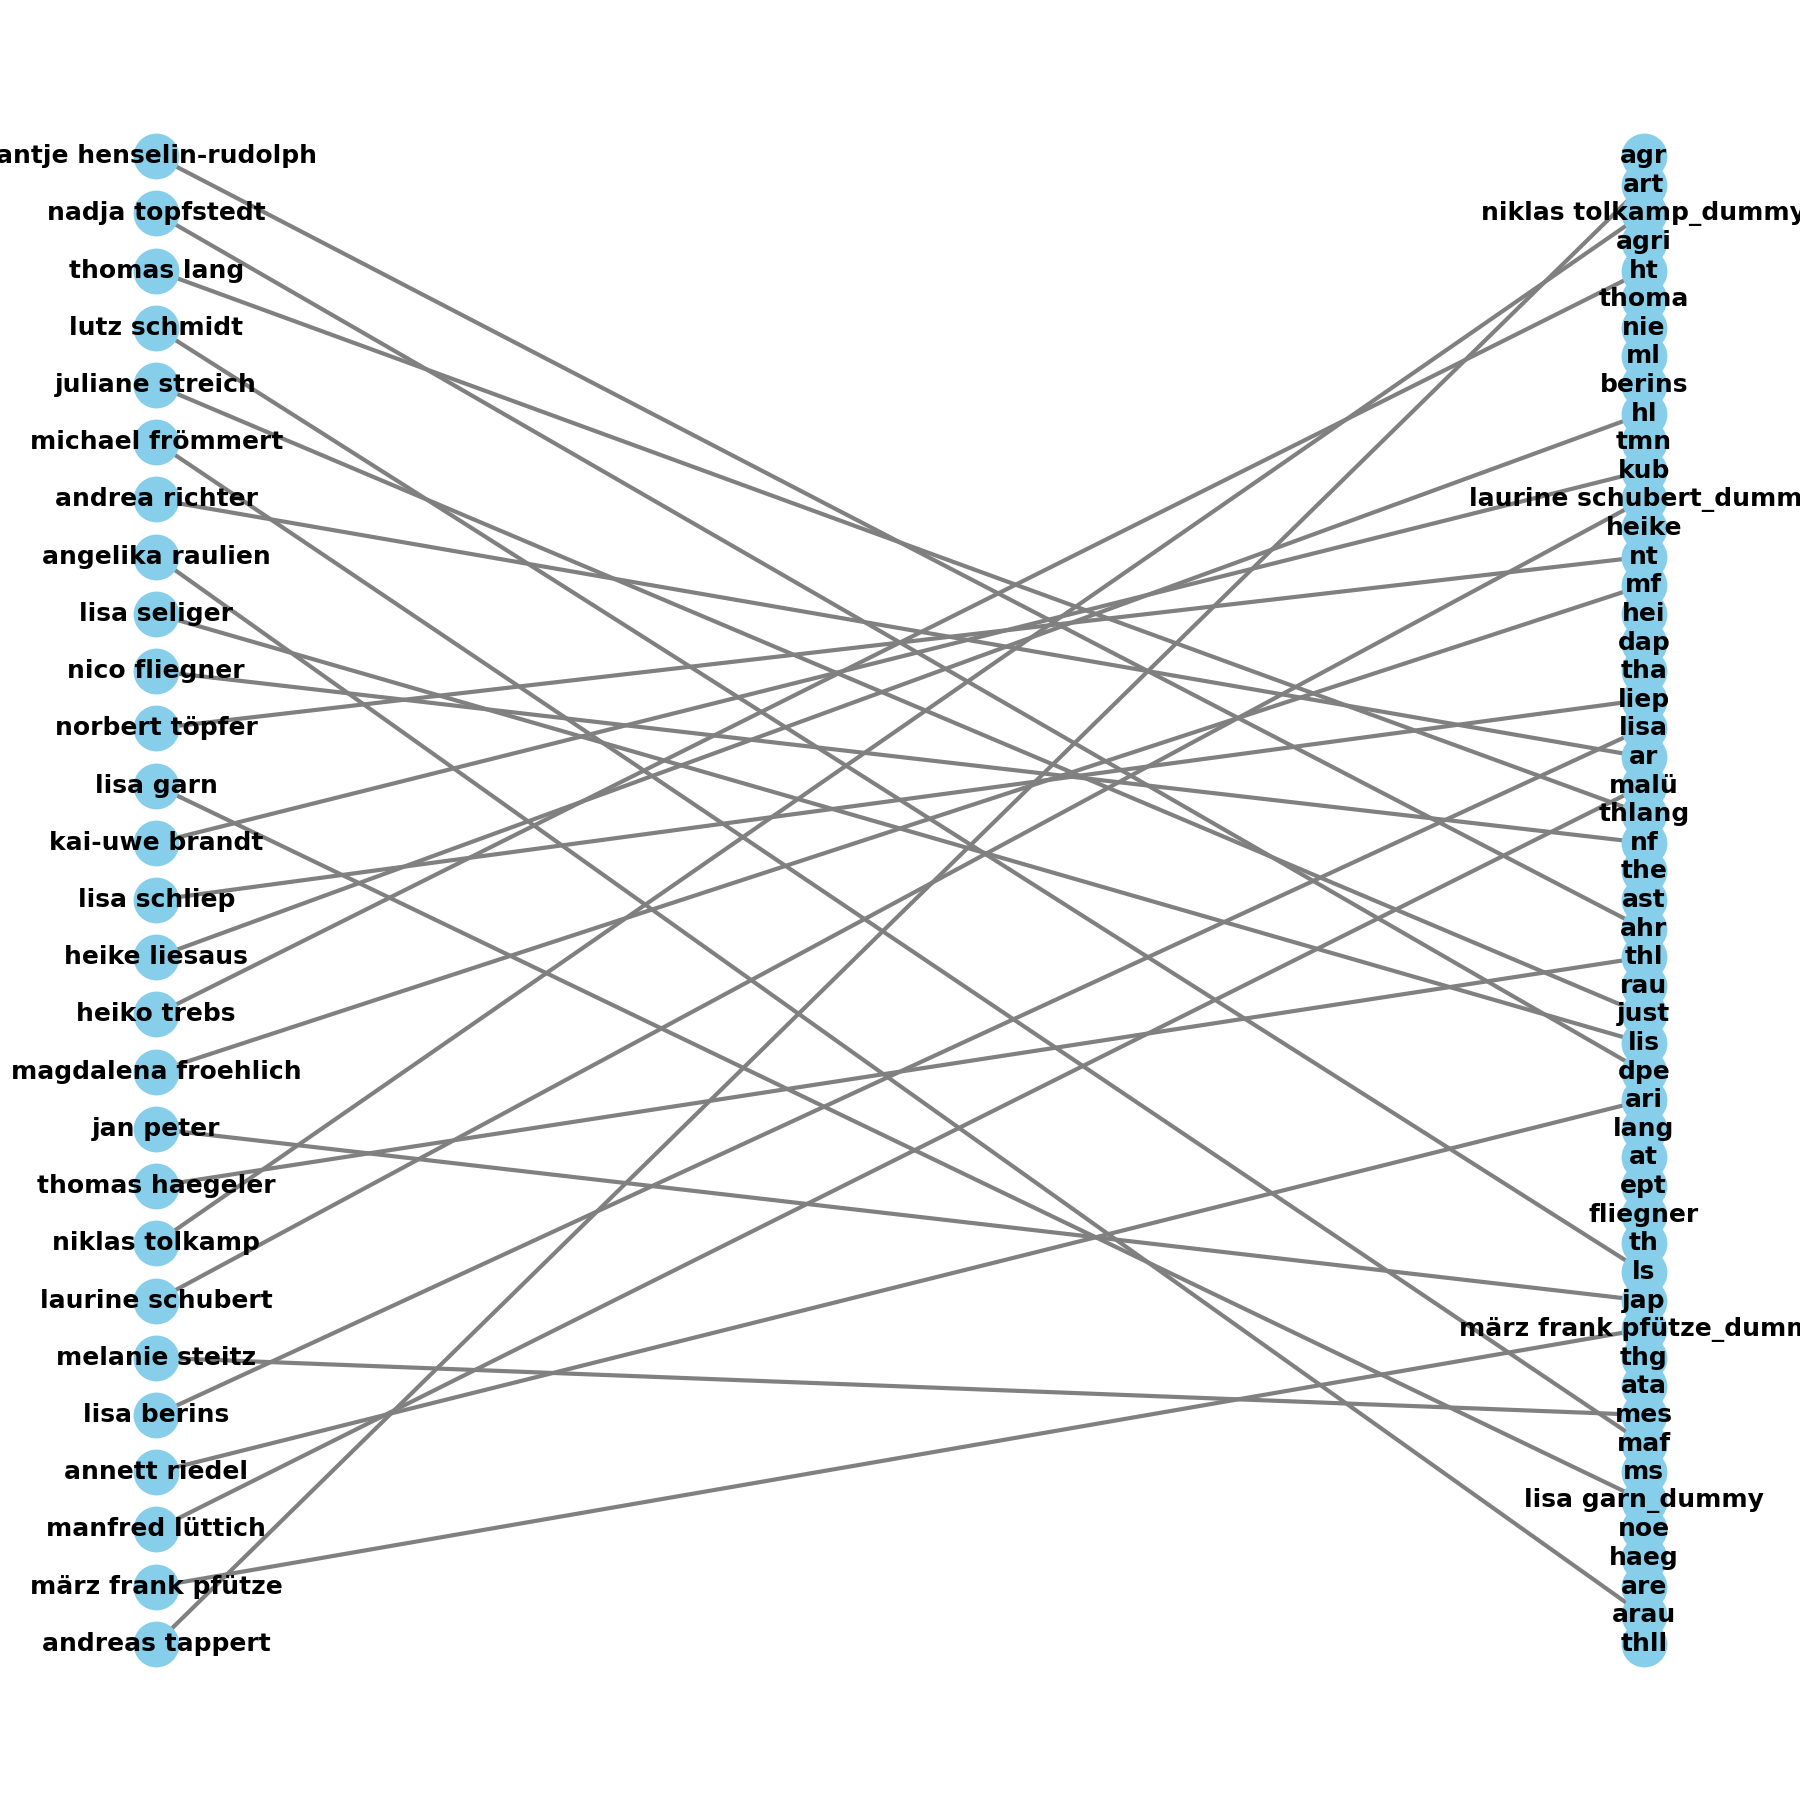 antje henselin-rudolph
nadja topfstedt
thomas lang
lutz schmidt
juliane streich
michael frömmert
andrea richter
angelika raulien
lisa seliger
nico fliegner
norbert töpfer
lisa garn
kai-uwe brandt
lisa schliep
heike liesaus
heiko trebs
magdalena froehlich
jan peter
thomas haegeler
niklas tolkamp
laurine schubert
melanie steitz
lisa berins
annett riedel
manfred lüttich
märz frank pfütze
andreas tappert
agr
art
niklas tolkamp_dummy
agri
ht
thoma
nie
ml
berins
hl
tmn
kub
laurine schubert_dumm
heike
nt
mf
hei
dap
tha
liep
lisa
ar
malü
thlang
nf
the
ast
ahr
thl
rau
just
lis
dpe
ari
lang
at
ept
fliegner
th
ls
jap
märz frank pfütze_dumm
thg
ata
mes
maf
ms
lisa garn_dummy
noe
haeg
are
arau
thll